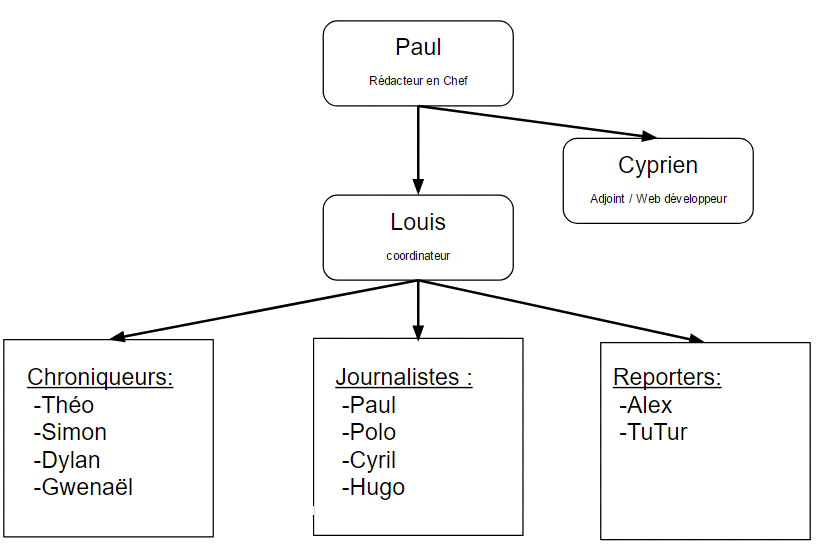 Paul
Rédacteur en Chef
Cyprien
Adjoint / Web développeur
Louis
coordinateur
Chroniqueurs:
-Théo
-Simon
-Dylan
-Gwenaël
Journalistes :
-Paul
-Polo
-Cyril
-Hugo
Reporters:
-Alex
-TuTur